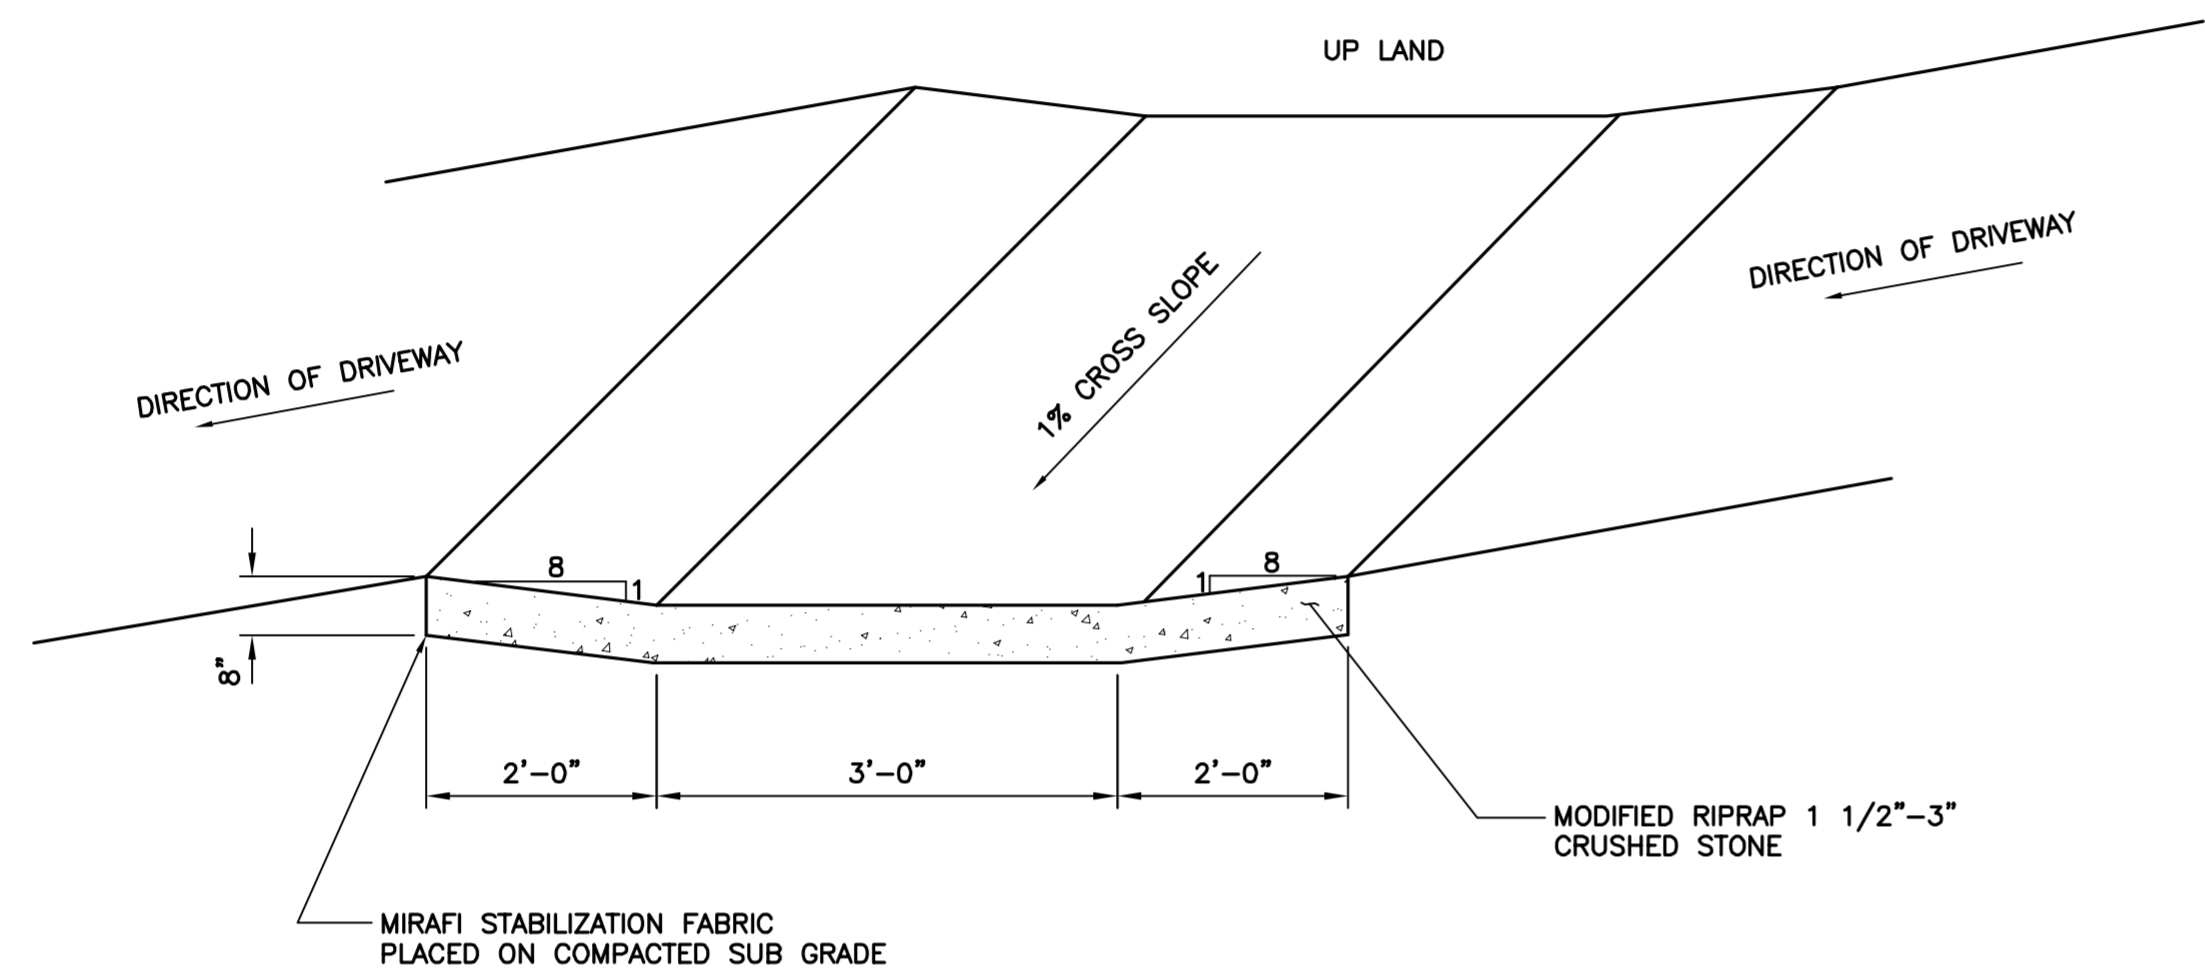 UP LAND
DIRECTION OF DRIVEWAY
1% CROSS SLOPE
DIRECTION OF DRIVEWAY
8
1
1
8
8"
2'-0"
3'-0"
2'-0"
MODIFIED RIPRAP 1 1/2"-3"
CRUSHED STONE
MIRAFI STABILIZATION FABRIC
PLACED ON COMPACTED SUB GRADE